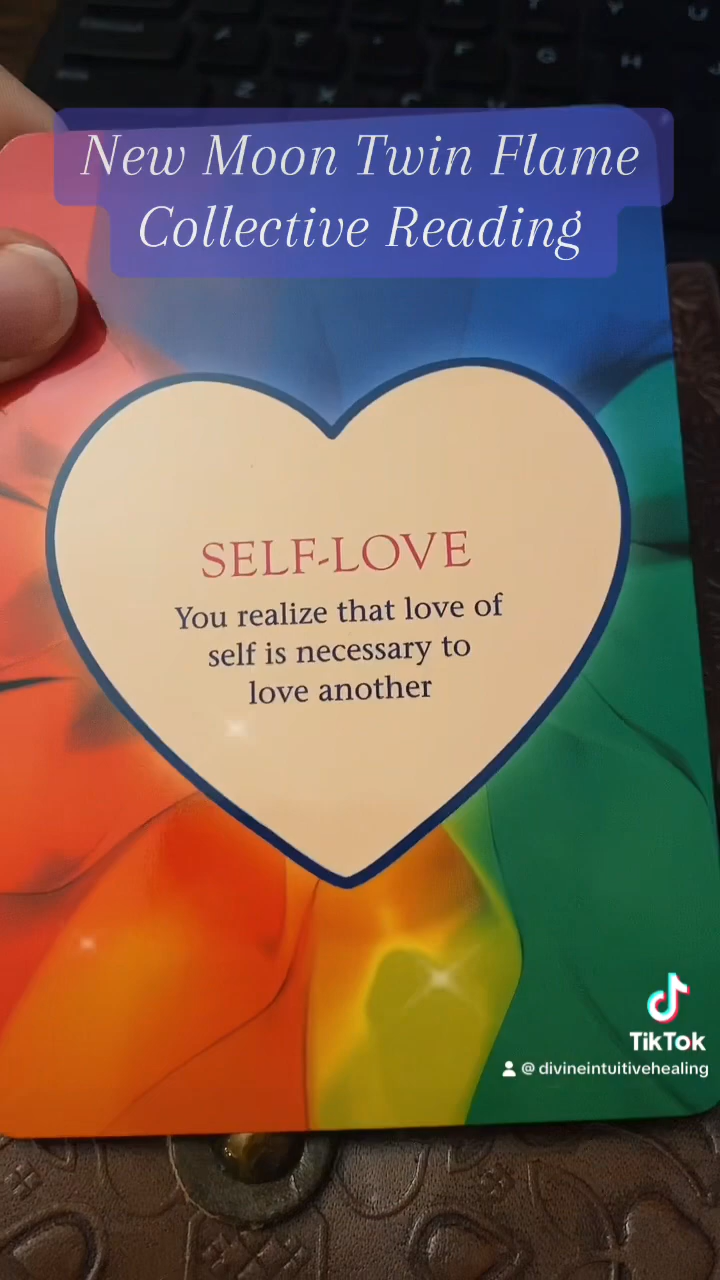 New Moon Twin Flame
Collective Reading
SELF-LOVE
You realize that love of
self is necessary to
love another
TikTok
@ divineintuitivehealing